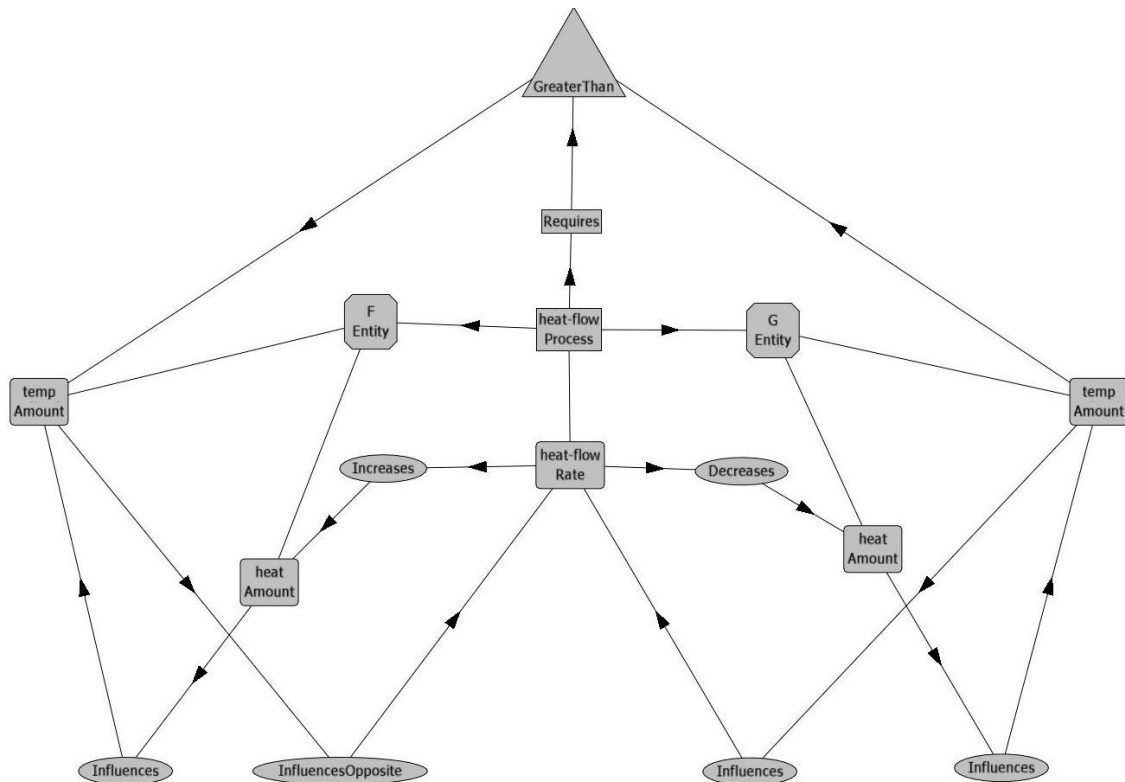 GreaterThan
Requires
F
Entity
heat-flow
Process
G
Entity
temp
Amount
temp
Amount
Increases
heat-flow
Rate
Decreases
heat
Amount
heat
Amount
Influences
InfluencesOpposite
Influences
Influences